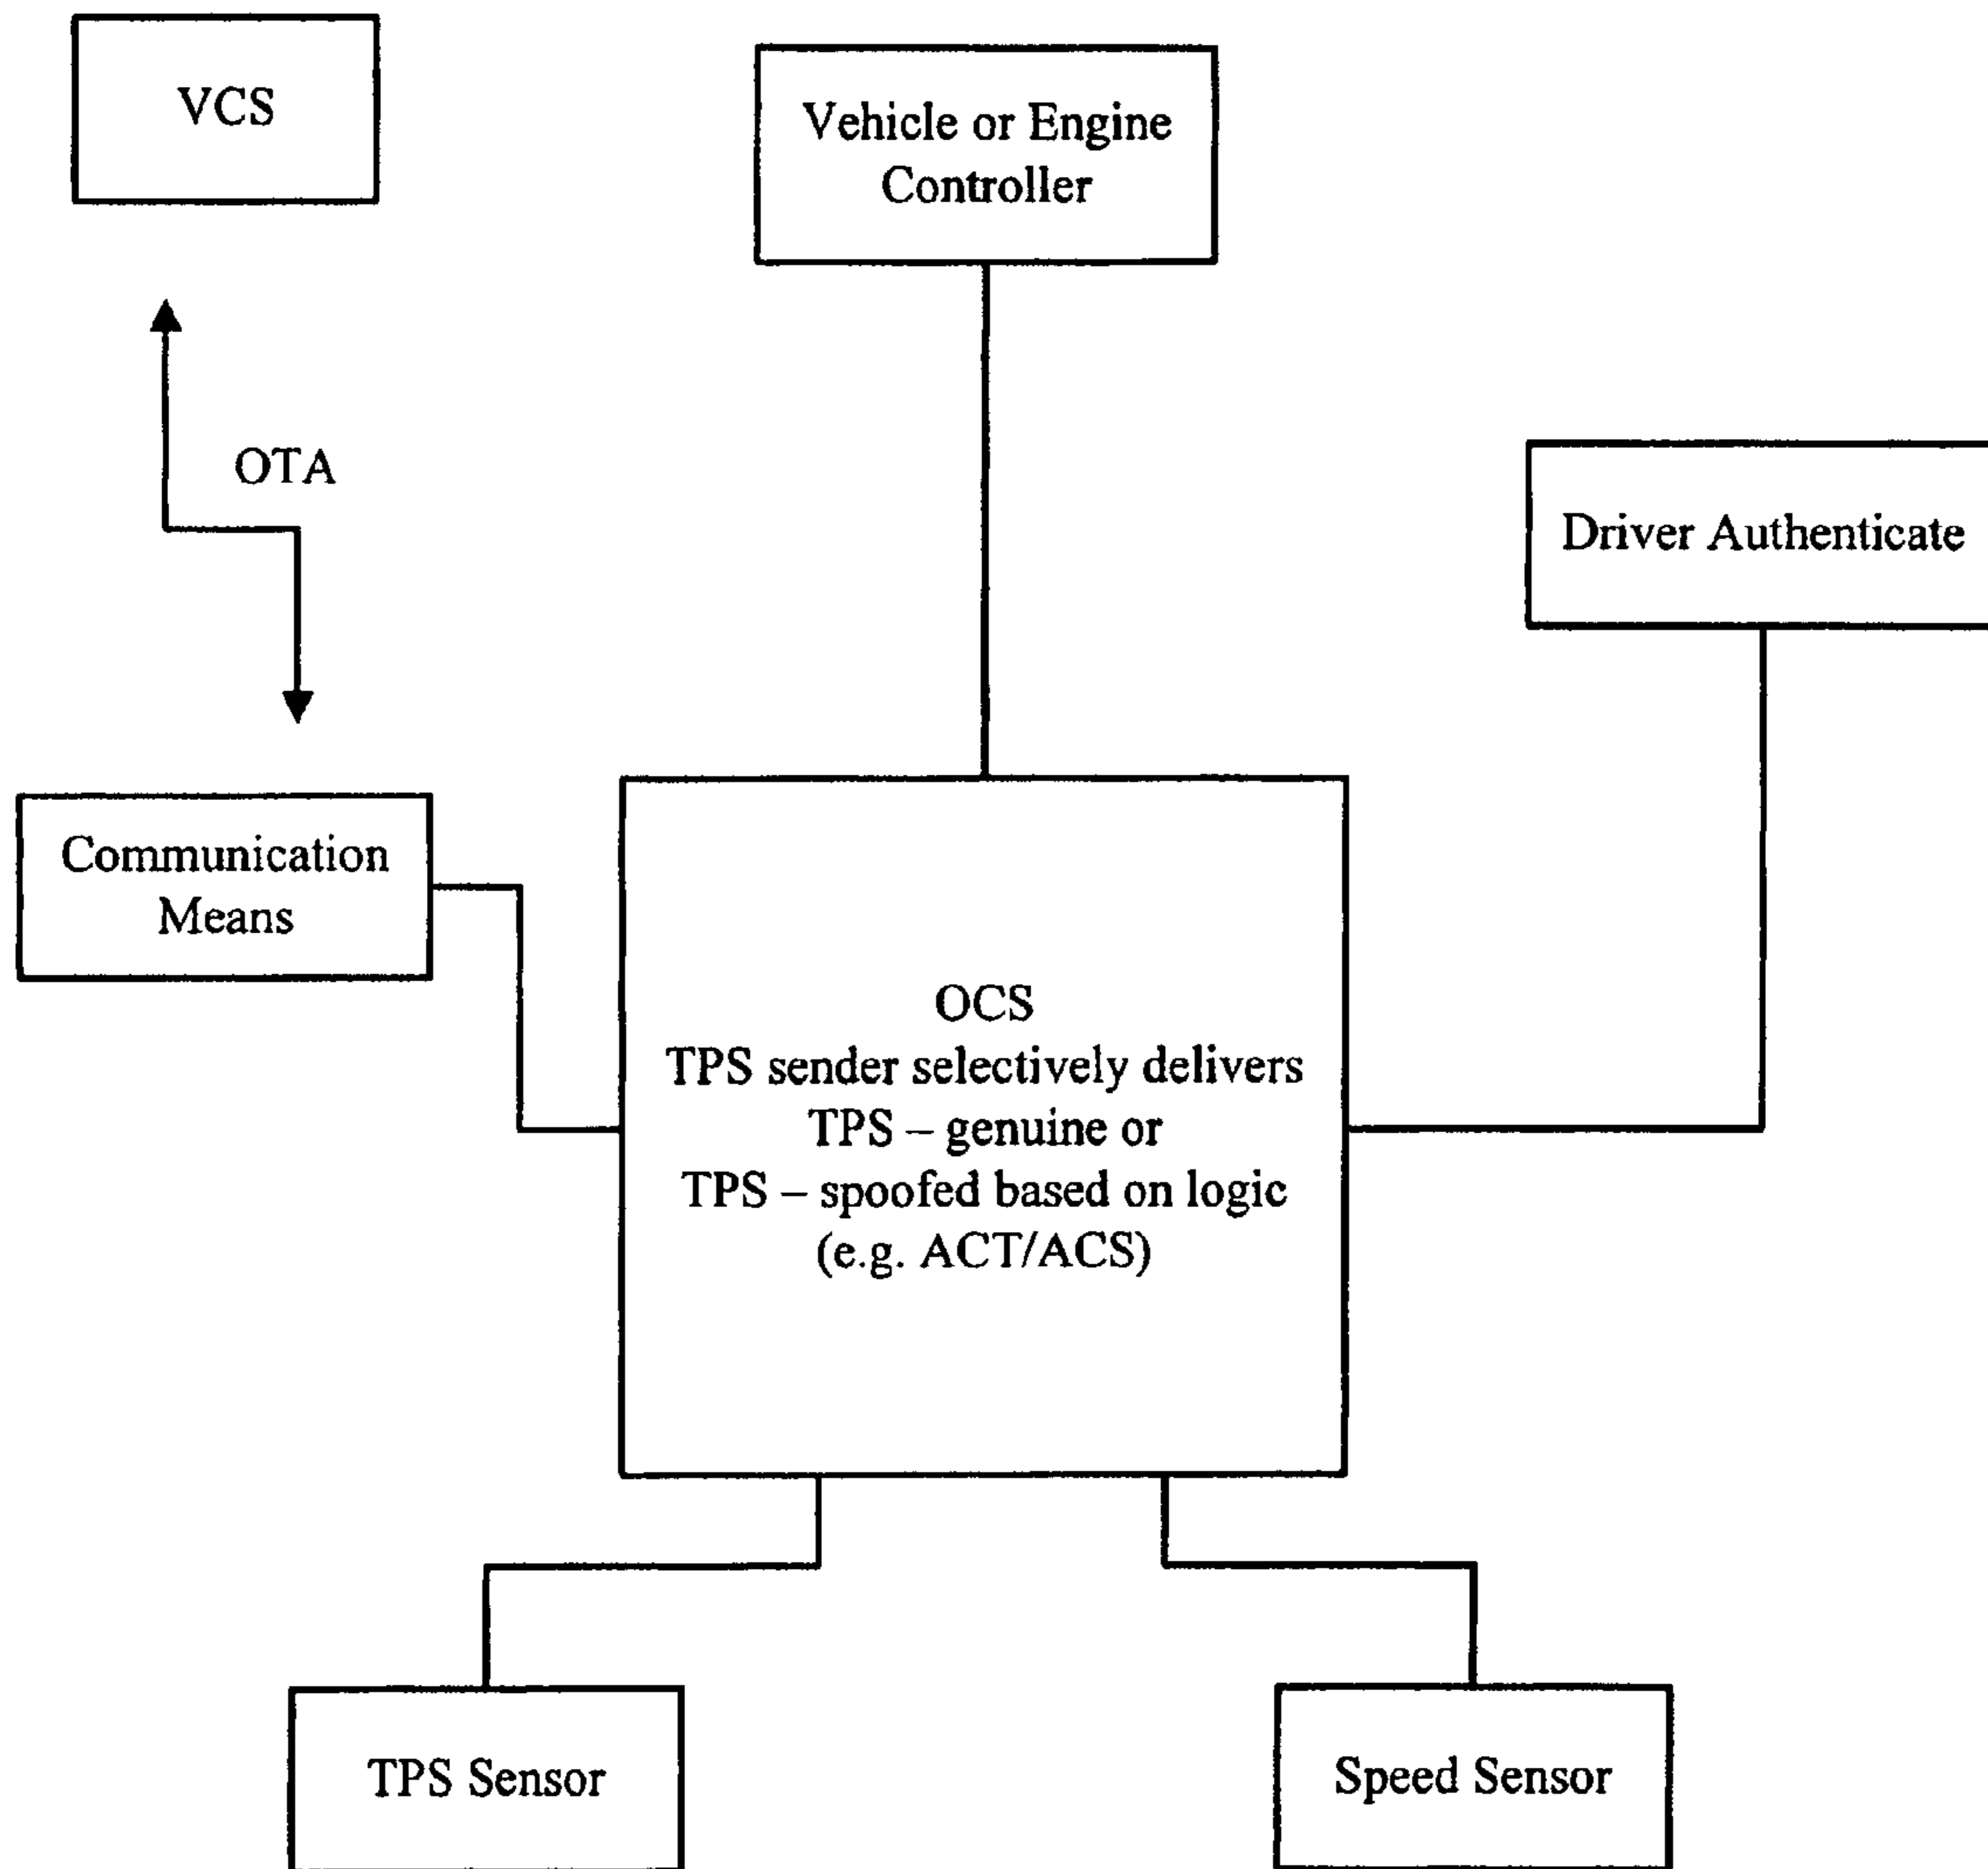 VCS
Vehicle or Engine
Controller
OTA
Driver Authenticate
Communication
Means
OCS
TPS sender selectively delivers
TPS – genuine or
TPS – spoofed based on logic
(e.g. ACT/ACS)
TPS Sensor
Speed Sensor